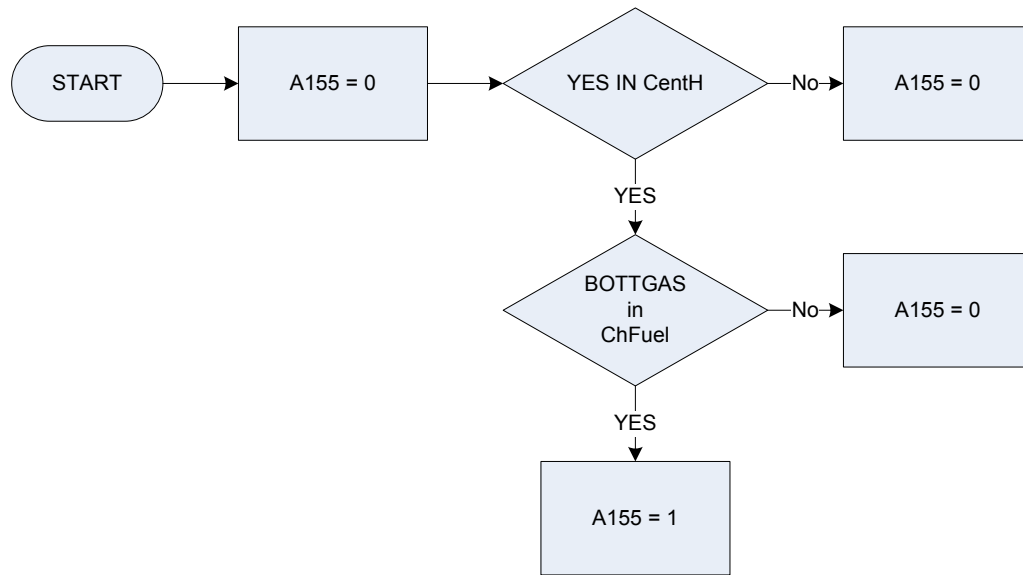 START
A155 = 0
YES IN CentH
No
A155 = 0
YES
BOTTGAS
in
ChFuel
No
A155 = 0
YES
A155 = 1